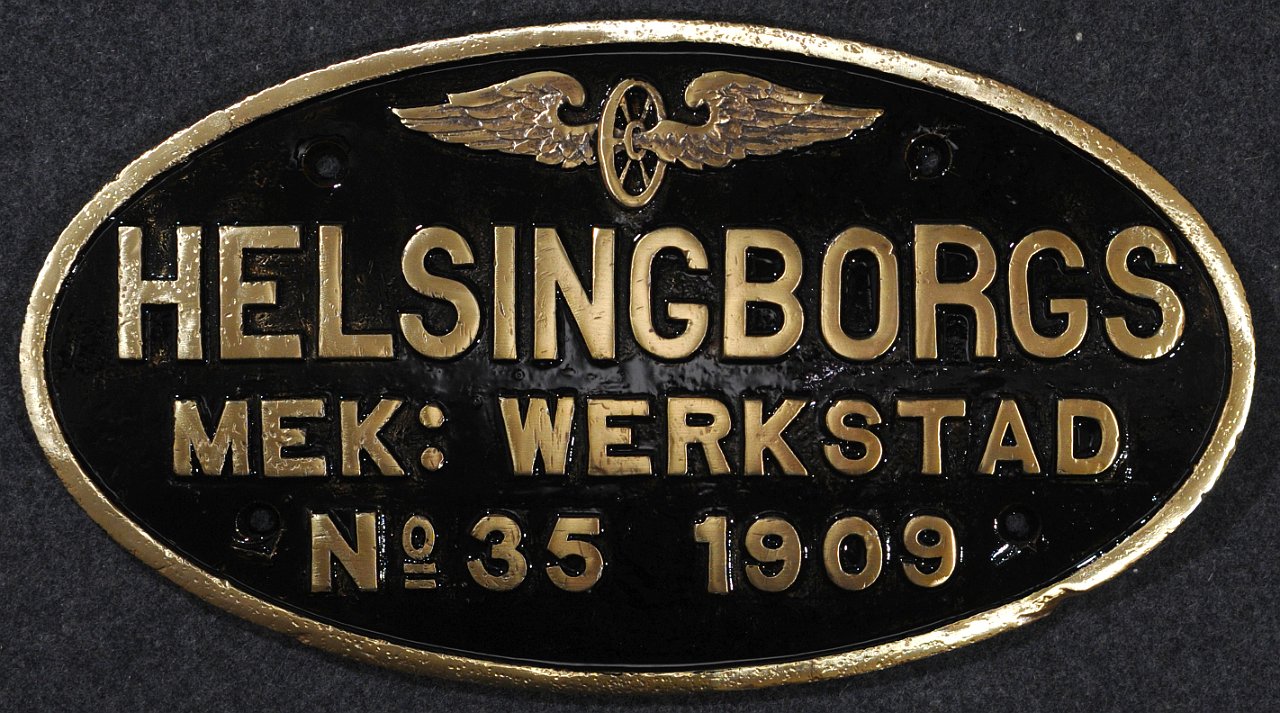 HELSINGBORGS
MEK: WERKSTAD
Nº 35 1909